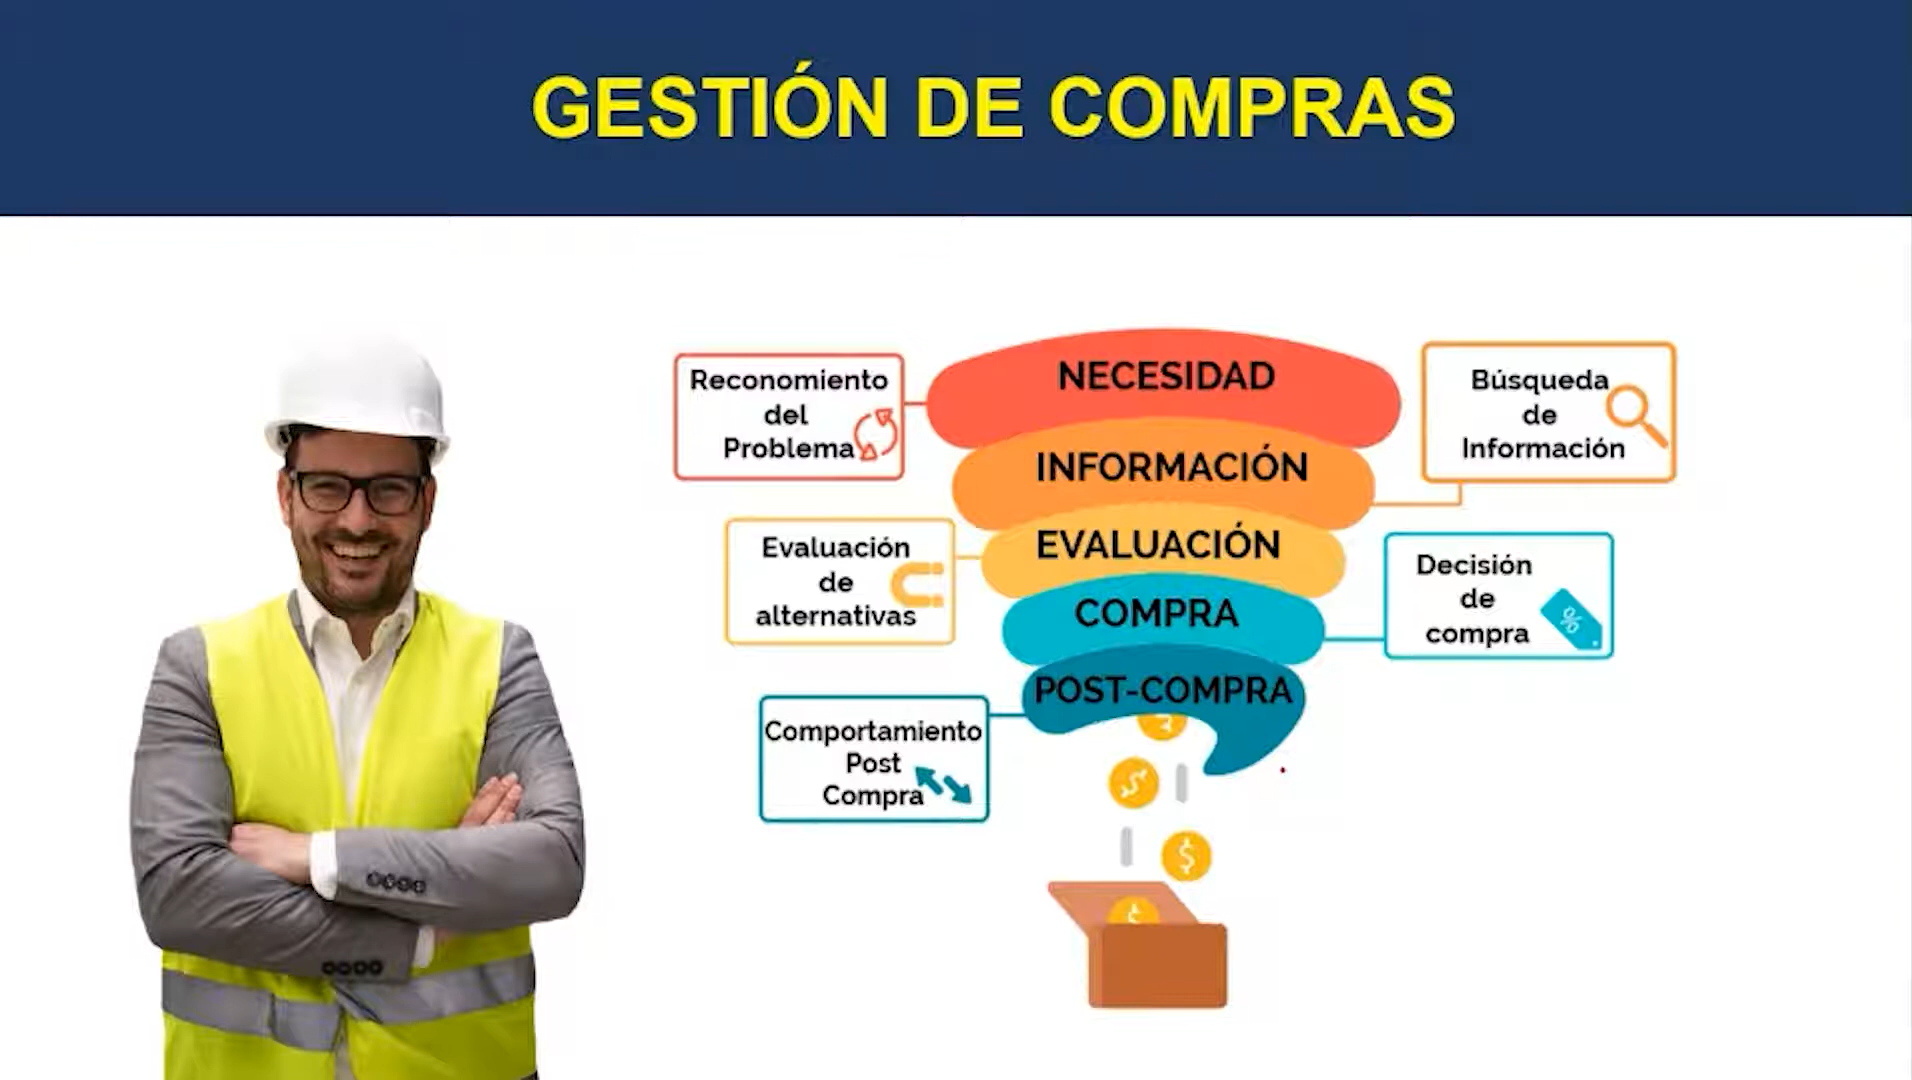 GESTIÓN DE COMPRAS
Reconomiento
del
Problema
NECESIDAD
Búsqueda
de
Información
INFORMACIÓN
Evaluación
de
alternativas
EVALUACIÓN
Decisión
de
compra
%
COMPRA
POST-COMPRA
Comportamiento
Post
Compra
$
$
$